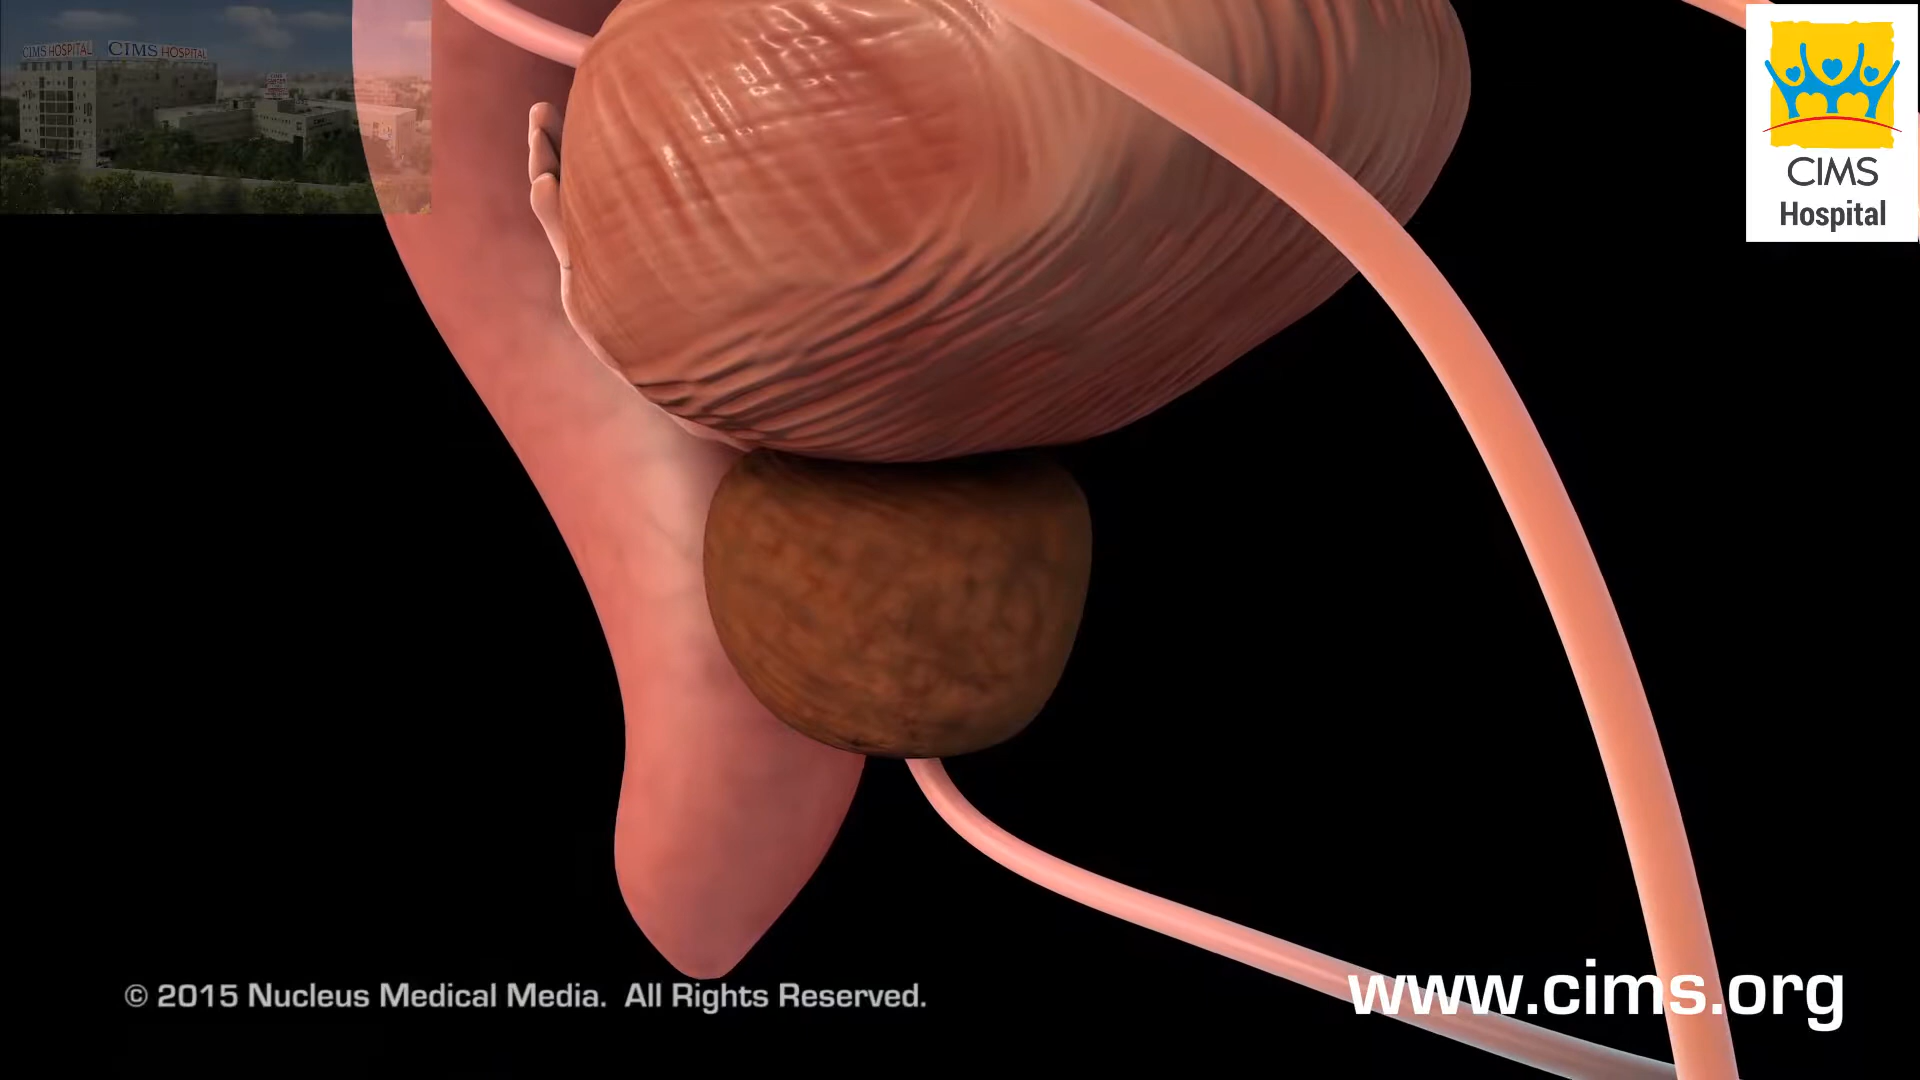 CIMS HOSPITAL CIMS HOSPITAL
CIMS
Hospital
© 2015 Nucleus Medical Media. All Rights Reserved.
www.cims.org